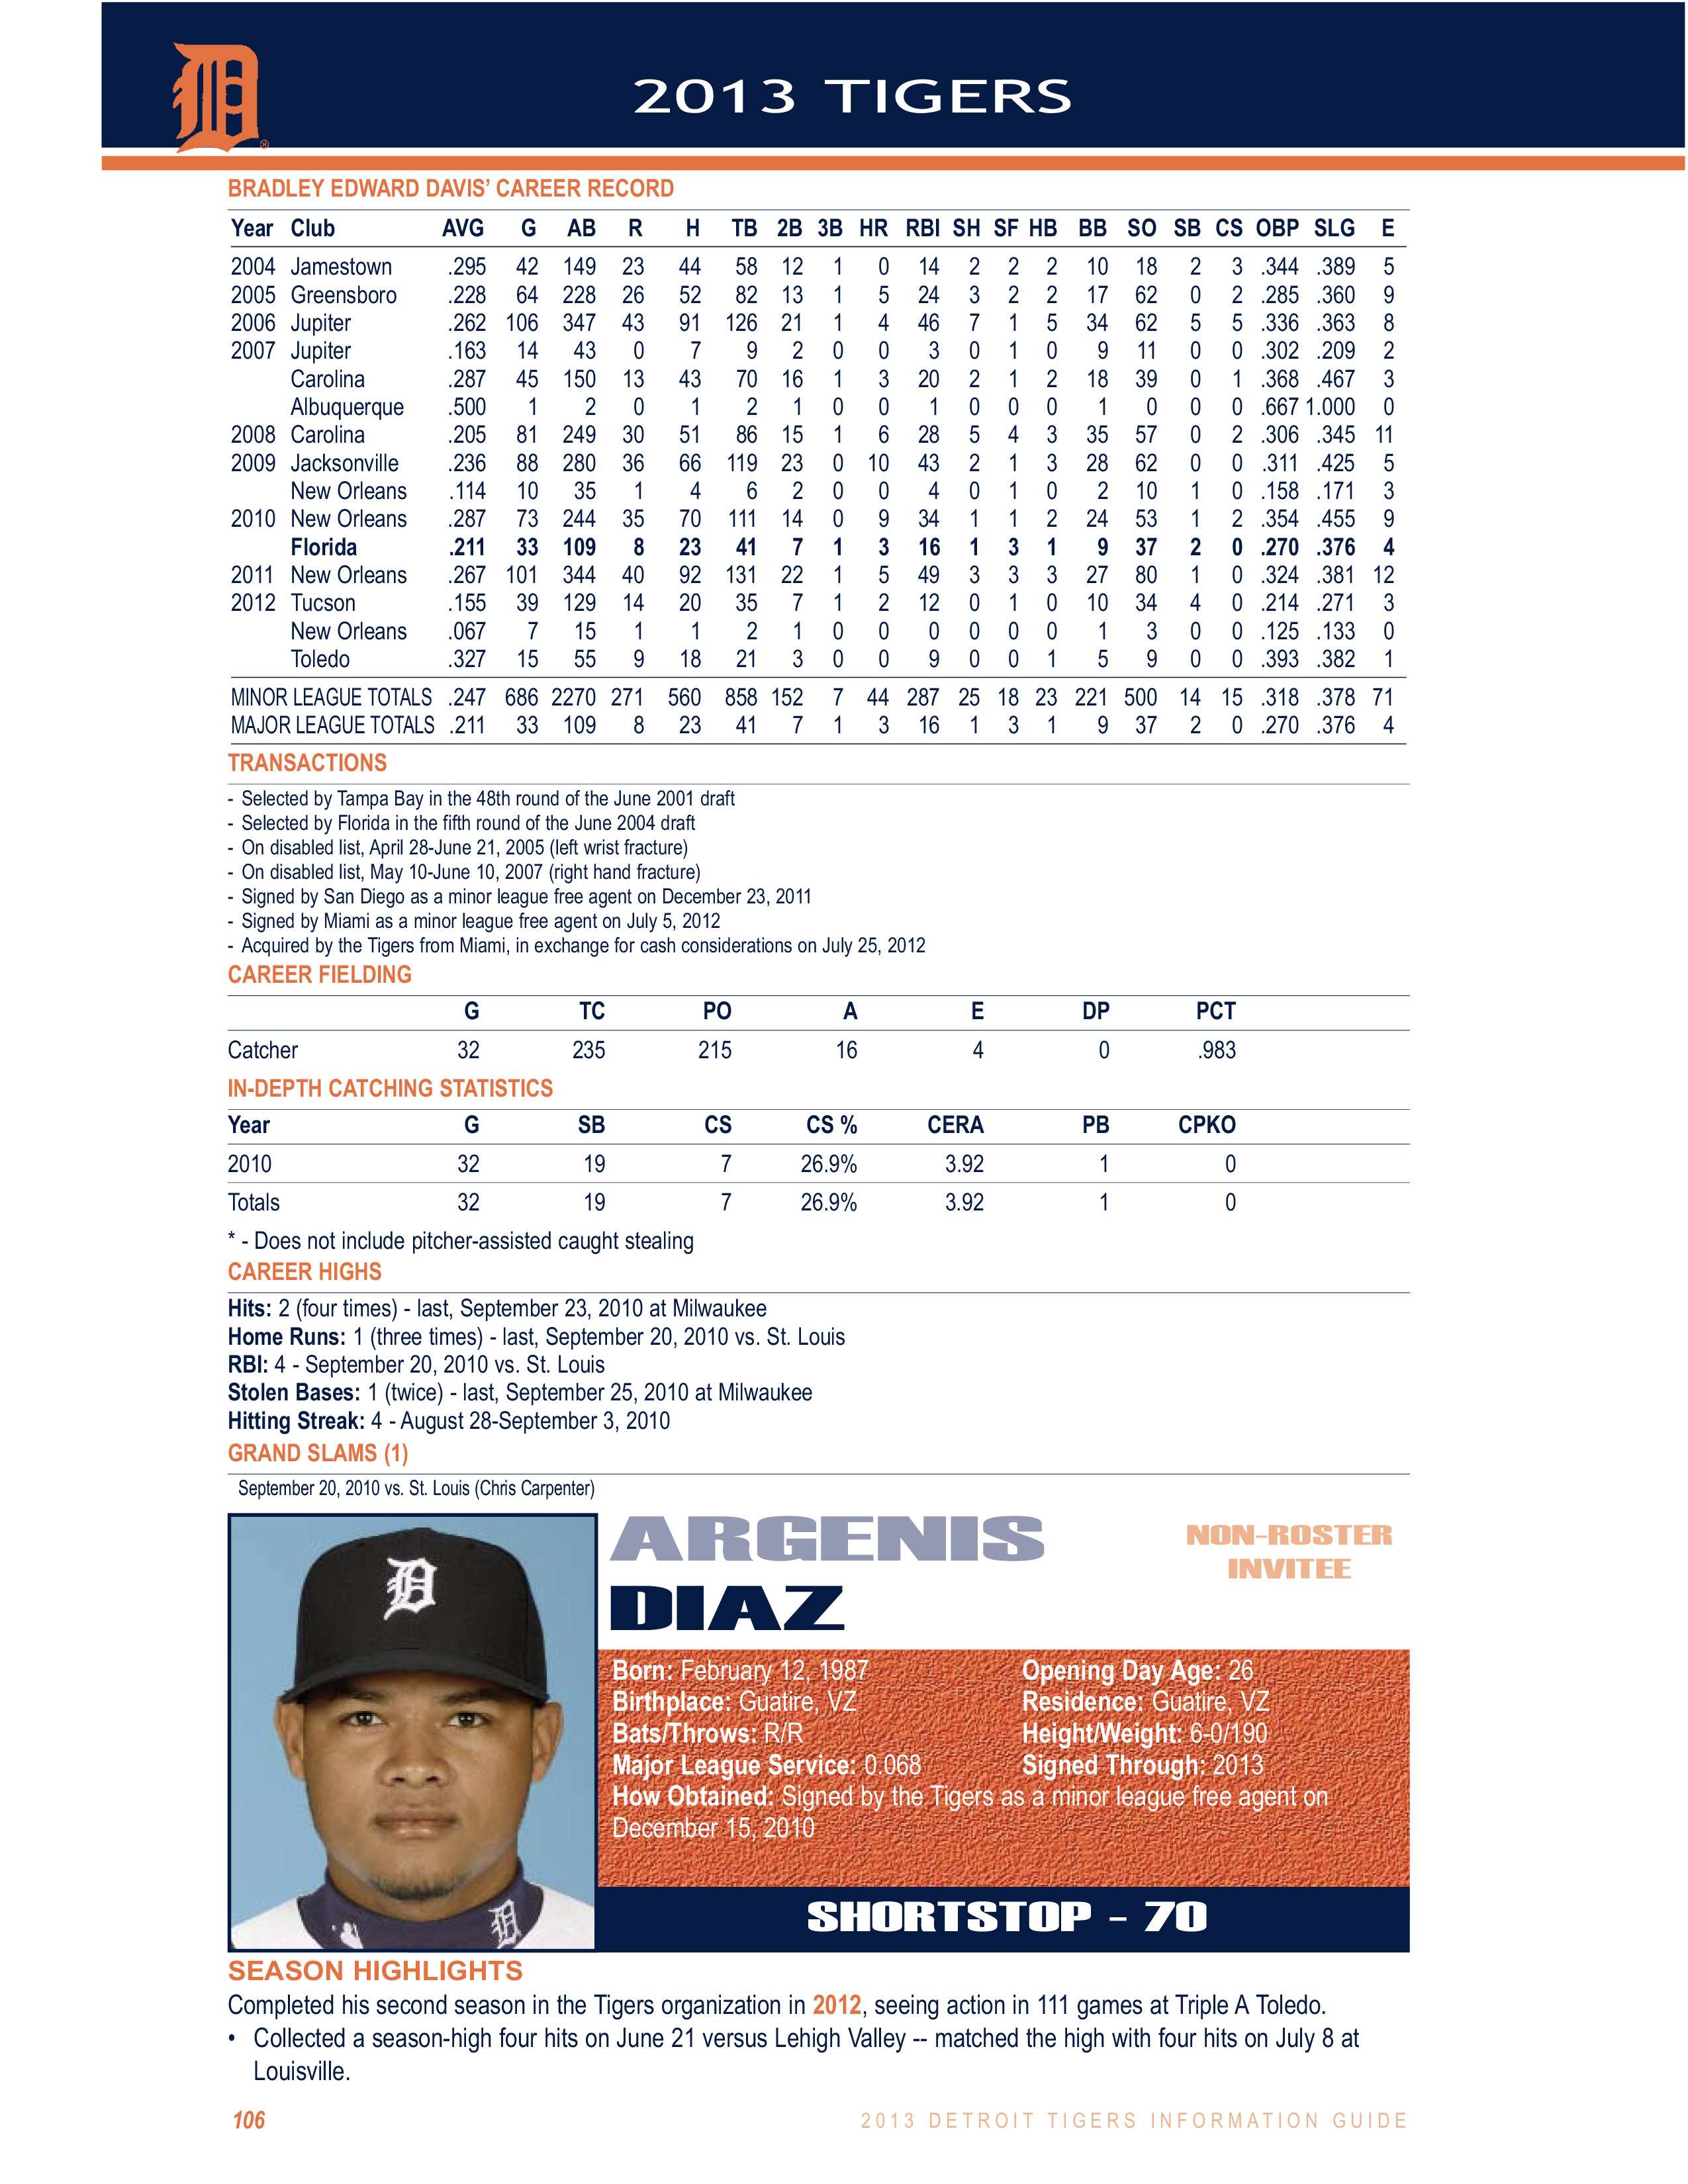 2013 TIGERS
BRADLEY EDWARD DAVIS’ CAREER RECORD
Year Club AVG G AB R H TB 2B 3B HR RBI SH SF HB BB SO SB CS OBP SLG E
2004 Jamestown .295 42 149 23 44 58 12 1 0 14 2 2 2 10 18 2 3 .344 .389 5
2005 Greensboro .228 64 228 26 52 82 13 1 5 24 3 2 2 17 62 0 2 .285 .360 9
2006 Jupiter .262 106 347 43 91 126 21 1 4 46 7 1 5 34 62 5 5 .336 .363 8
2007 Jupiter .163 14 43 0 7 9 2 0 0 3 0 1 0 9 11 0 0 .302 .209 2
Carolina .287 45 150 13 43 70 16 1 3 20 2 1 2 18 39 0 1 .368 .467 3
Albuquerque .500 1 2 0 1 2 1 0 0 1 0 0 0 1 0 0 0 .667 1.000 0
2008 Carolina .205 81 249 30 51 86 15 1 6 28 5 4 3 35 57 0 2 .306 .345 11
2009 Jacksonville .236 88 280 36 66 119 23 0 10 43 2 1 3 28 62 0 0 .311 .425 5
New Orleans .114 10 35 1 4 6 2 0 0 4 0 1 0 2 10 1 0 .158 .171 3
2010 New Orleans .287 73 244 35 70 111 14 0 9 34 1 1 2 24 53 1 2 .354 .455 9
Florida .211 33 109 8 23 41 7 1 3 16 1 3 1 9 37 2 0 .270 .376 4
2011 New Orleans .267 101 344 40 92 131 22 1 5 49 3 3 3 27 80 1 0 .324 .381 12
2012 Tucson .155 39 129 14 20 35 7 1 2 12 0 1 0 10 34 4 0 .214 .271 3
New Orleans .067 7 15 1 1 2 1 0 0 0 0 0 0 1 3 0 0 .125 .133 0
Toledo .327 15 55 9 18 21 3 0 0 9 0 0 1 5 9 0 0 .393 .382 1
MINOR LEAGUE TOTALS .247 686 2270 271 560 858 152 7 44 287 25 18 23 221 500 14 15 .318 .378 71
MAJOR LEAGUE TOTALS .211 33 109 8 23 41 7 1 3 16 1 3 1 9 37 2 0 .270 .376 4
TRANSACTIONS
- Selected by Tampa Bay in the 48th round of the June 2001 draft
- Selected by Florida in the fifth round of the June 2004 draft
- On disabled list, April 28-June 21, 2005 (left wrist fracture)
- On disabled list, May 10-June 10, 2007 (right hand fracture)
- Signed by San Diego as a minor league free agent on December 23, 2011
- Signed by Miami as a minor league free agent on July 5, 2012
- Acquired by the Tigers from Miami, in exchange for cash considerations on July 25, 2012
CAREER FIELDING
G TC PO A E DP PCT
Catcher 32 235 215 16 4 0 .983
IN-DEPTH CATCHING STATISTICS
Year G SB CS CS % CERA PB CPKO
2010 32 19 7 26.9% 3.92 1 0
Totals 32 19 7 26.9% 3.92 1 0
* - Does not include pitcher-assisted caught stealing
CAREER HIGHS
Hits: 2 (four times) - last, September 23, 2010 at Milwaukee
Home Runs: 1 (three times) - last, September 20, 2010 vs. St. Louis
RBI: 4 - September 20, 2010 vs. St. Louis
Stolen Bases: 1 (twice) - last, September 25, 2010 at Milwaukee
Hitting Streak: 4 - August 28-September 3, 2010
GRAND SLAMS (1)
September 20, 2010 vs. St. Louis (Chris Carpenter)
ARGENIS
DIAZ
NON-ROSTER
INVITEE
Born: February 12, 1987 Opening Day Age: 26
Birthplace: Guatire, VZ Residence: Guatire, VZ
Bats/Throws: R/R Height/Weight: 6-0/190
Major League Service: 0.068 Signed Through: 2013
How Obtained: Signed by the Tigers as a minor league free agent on
December 15, 2010
SHORTSTOP - 70
SEASON HIGHLIGHTS
Completed his second season in the Tigers organization in 2012, seeing action in 111 games at Triple A Toledo.
• Collected a season-high four hits on June 21 versus Lehigh Valley -- matched the high with four hits on July 8 at
Louisville.
106 2013 DETROIT TIGERS INFORMATION GUIDE